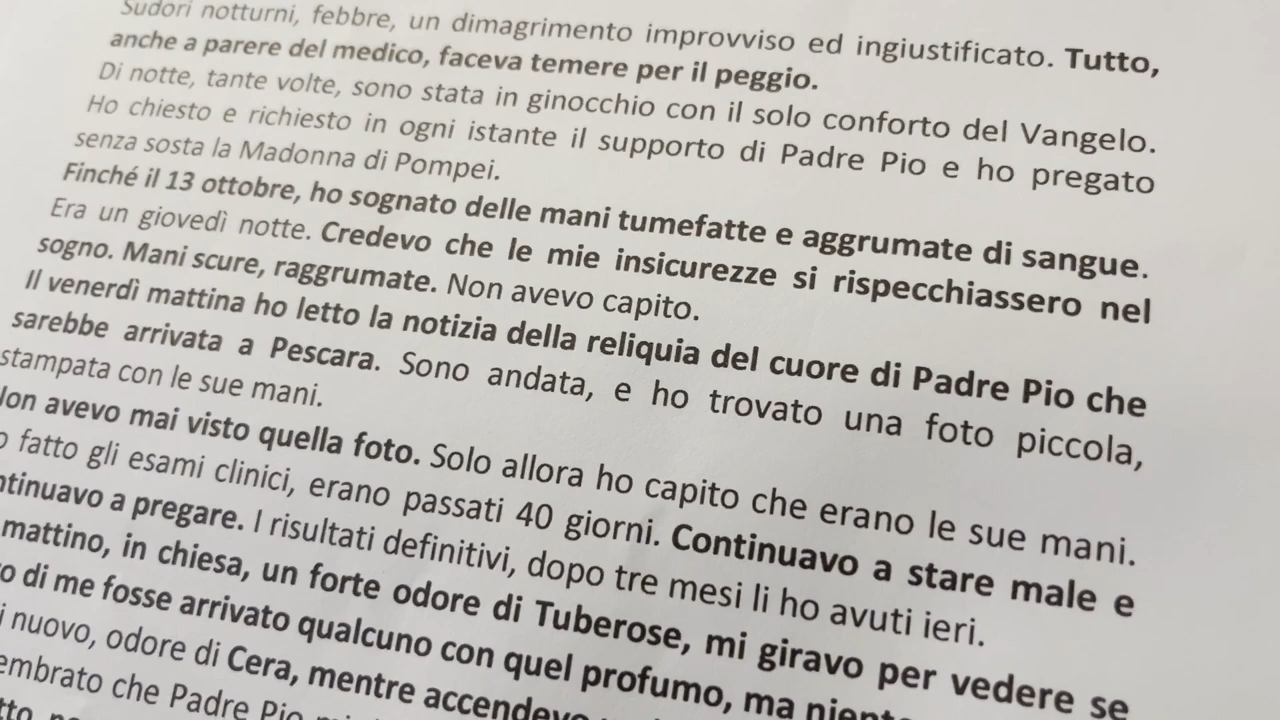 Sudori notturni, febbre, un dimagrimento improvviso ed ingiustificato. Tutto,
anche a parere del medico, faceva temere per il peggio.
Di notte, tante volte, sono stata in ginocchio con il solo conforto del Vangelo.
Ho chiesto e richiesto in ogni istante il supporto di Padre Pio e ho pregato
senza sosta la Madonna di Pompei.
Finché il 13 ottobre, ho sognato delle mani tumefatte e aggrumate di sangue.
Era un giovedì notte. Credevo che le mie insicurezze si rispecchiassero nel
sogno. Mani scure, raggrumate. Non avevo capito.
Il venerdì mattina ho letto la notizia della reliquia del cuore di Padre Pio che
sarebbe arrivata a Pescara. Sono andata, e ho trovato una foto piccola,
stampata con le sue mani.
Non avevo mai visto quella foto. Solo allora ho capito che erano le sue mani.
fatto gli esami clinici, erano passati 40 giorni. Continuavo a stare male e
continuavo a pregare. I risultati definitivi, dopo tre mesi li ho avuti ieri.
mattino, in chiesa, un forte odore di Tuberose, mi giravo per vedere se
di me fosse arrivato qualcuno con quel profumo, ma niente
nuovo, odore di Cera, mentre accendevo
che Padre Pio